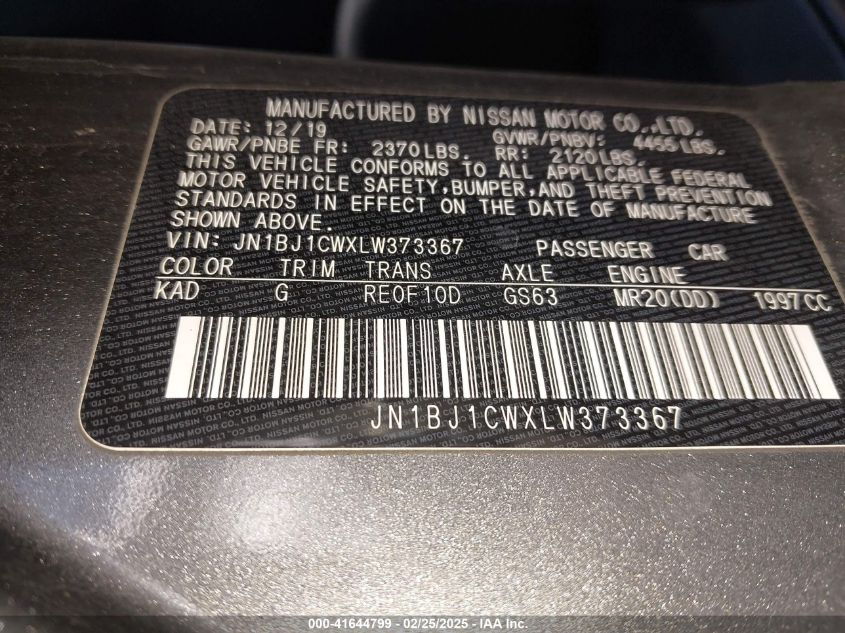 MANUFACTURED BY NISSAN MOTOR CO.,LTD.
DATE: 12/19 GVWR/PNBV: 4455LBS.
GAWR/PNBE FR: 2370LBS. RR: 2120LBS.
THIS VEHICLE CONFORMS TO ALL APPLICABLE FEDERAL
MOTOR VEHICLE SAFETY,BUMPER,AND THEFT PREVENTION
STANDARDS IN EFFECT ON THE DATE OF MANUFACTURE
SHOWN ABOVE.
VIN: JN1BJ1CWXLW373367 PASSENGER CAR
COLOR TRIM TRANS AXLE ENGINE
KAD G RE0F10D GS63 MR20(DD) 1997CC
JN1BJ1CWXLW373367
000-41644799 - 02/25/2025 - IAA Inc.